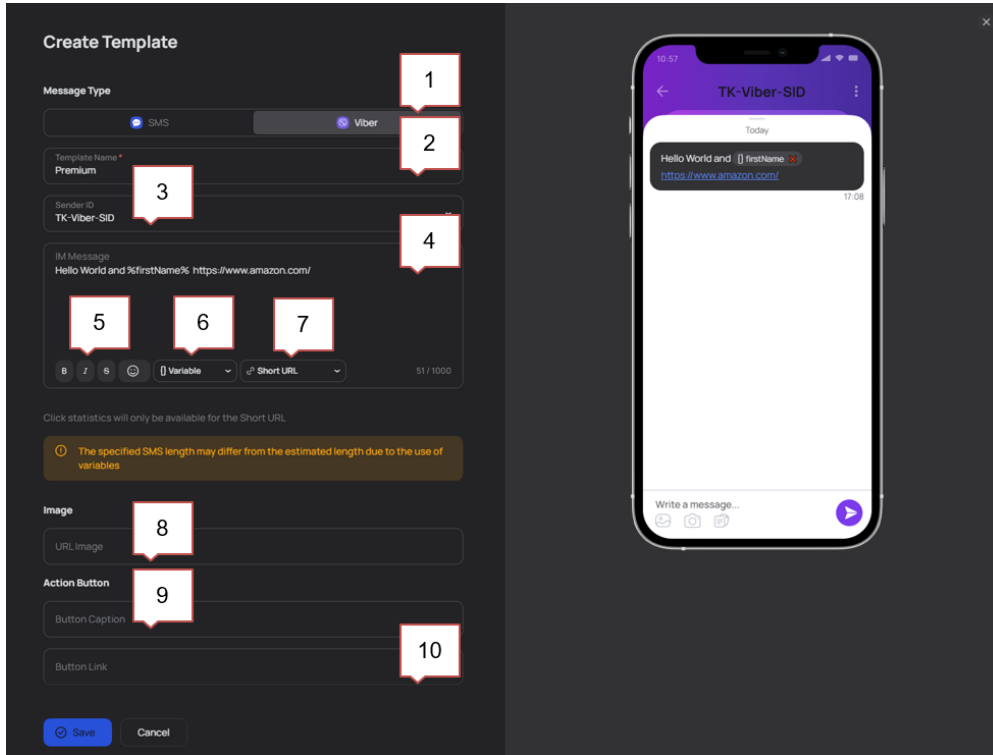 Create Template
Message Type
1
SMS
Viber
2
Template Name *
Premium
3
Sender ID
TK-Viber-SID
4
IM Message
Hello World and %firstName% https://www.amazon.com/
5
6
7
B I S {} Variable Short URL 51 / 1000
Click statistics will only be available for the Short URL
The specified SMS length may differ from the estimated length due to the use of
variables
Image
8
URL Image
Action Button
9
Button Caption
10
Button Link
Save
Cancel
10:57
TK-Viber-SID
Today
Hello World and {} firstName
https://www.amazon.com/
17:08
Write a message...